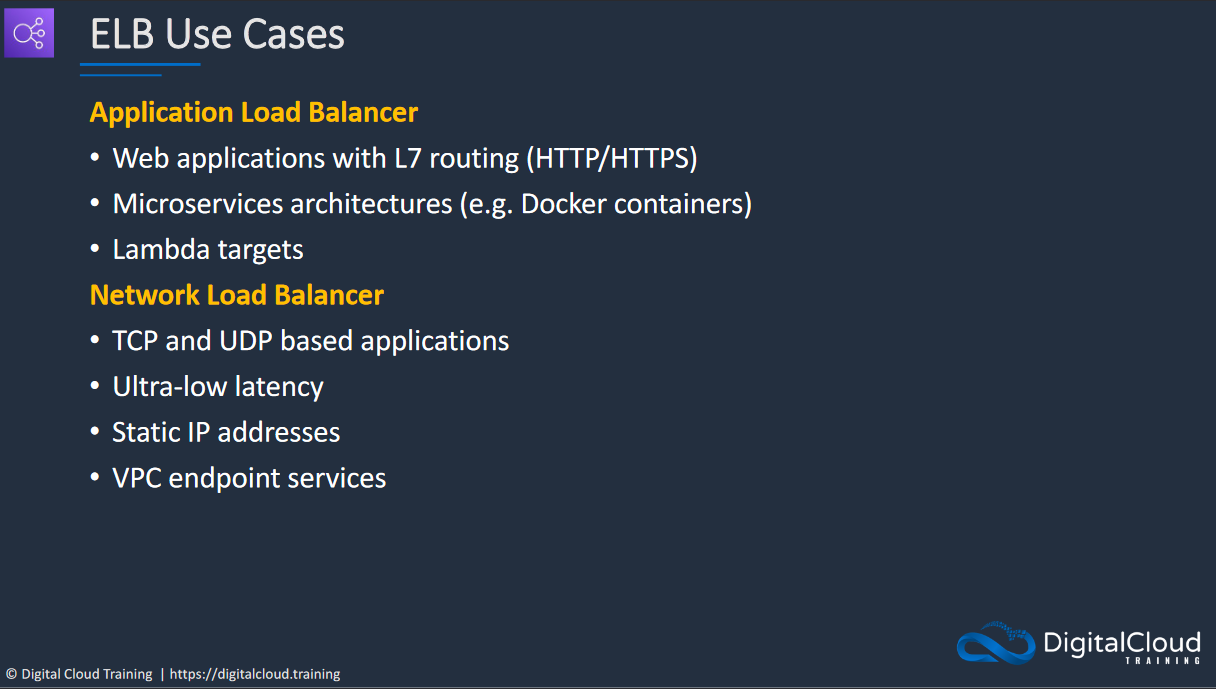 ELB Use Cases
Application Load Balancer
• Web applications with L7 routing (HTTP/HTTPS)
• Microservices architectures (e.g. Docker containers)
• Lambda targets
Network Load Balancer
• TCP and UDP based applications
• Ultra-low latency
• Static IP addresses
• VPC endpoint services
DigitalCloud
TRAINING
© Digital Cloud Training | https://digitalcloud.training